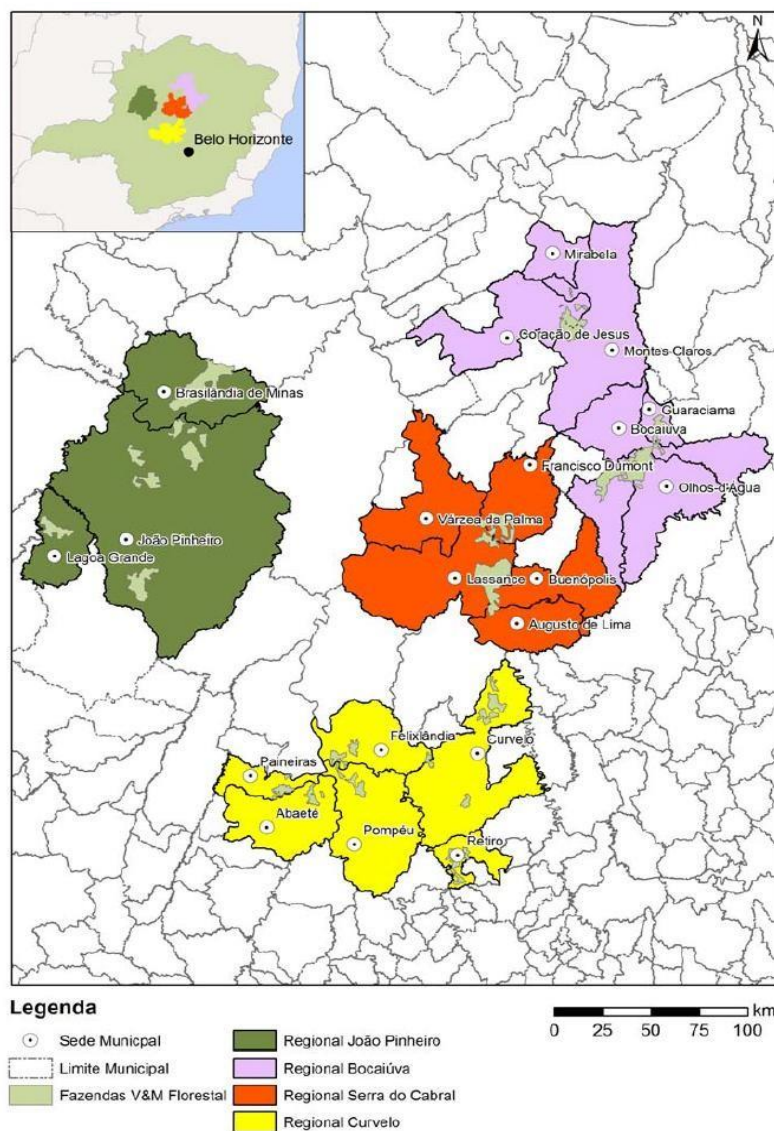 N
Belo Horizonte
Mirabela
Coração de Jesus
Montes Claros
Brasilândia de Minas
Guaraciama
Bocaiúva
Francisco Dumont
Olhos-d'Água
Várzea da Palma
João Pinheiro
Lagoa Grande
Lassance
Buenópolis
Augusto de Lima
Felixlândia
Curvelo
Paineiras
Abaeté
Pompéu
Retiro
Legenda
Sede Municpal
Limite Municipal
Fazendas V&M Florestal
Regional João Pinheiro
Regional Bocaiúva
Regional Serra do Cabral
Regional Curvelo
km
0 25 50 75 100